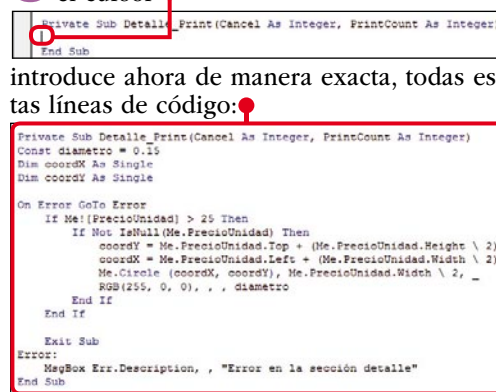 el cursor
Private Sub Detalle_Print(Cancel As Integer, PrintCount As Integer)
End Sub
introduce ahora de manera exacta, todas es
tas líneas de código:
Private Sub Detalle_Print(Cancel As Integer, PrintCount As Integer)
Const diametro = 0.15
Dim coordX As Single
Dim coordY As Single
On Error GoTo Error
If Me![PrecioUnidad] > 25 Then
If Not IsNull(Me.PrecioUnidad) Then
coordY = Me.PrecioUnidad.Top + (Me.PrecioUnidad.Height \ 2)
coordX = Me.PrecioUnidad.Left + (Me.PrecioUnidad.Width \ 2)
Me.Circle (coordX, coordY), Me.PrecioUnidad.Width \ 2, _
RGB(255, 0, 0), , , diametro
End If
End If
Exit Sub
Error:
MsgBox Err.Description, , "Error en la sección detalle"
End Sub